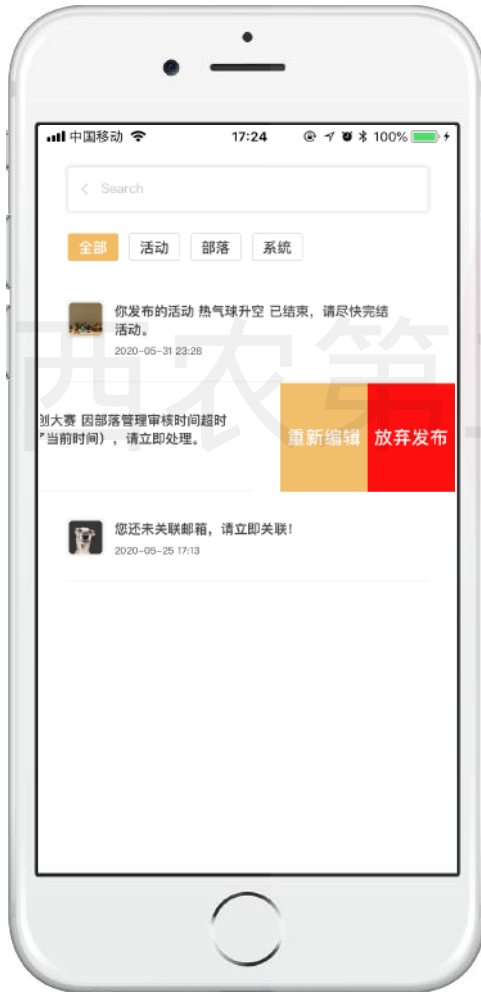 中国移动 17:24 100%
Search
全部 活动 部落 系统
你发布的活动 热气球升空 已结束，请尽快完结
活动。
2020-05-31 23:28
创大赛 因部落管理审核时间超时
当前时间），请立即处理。
重新编辑 放弃发布
您还未关联邮箱，请立即关联！
2020-05-25 17:13
西农第